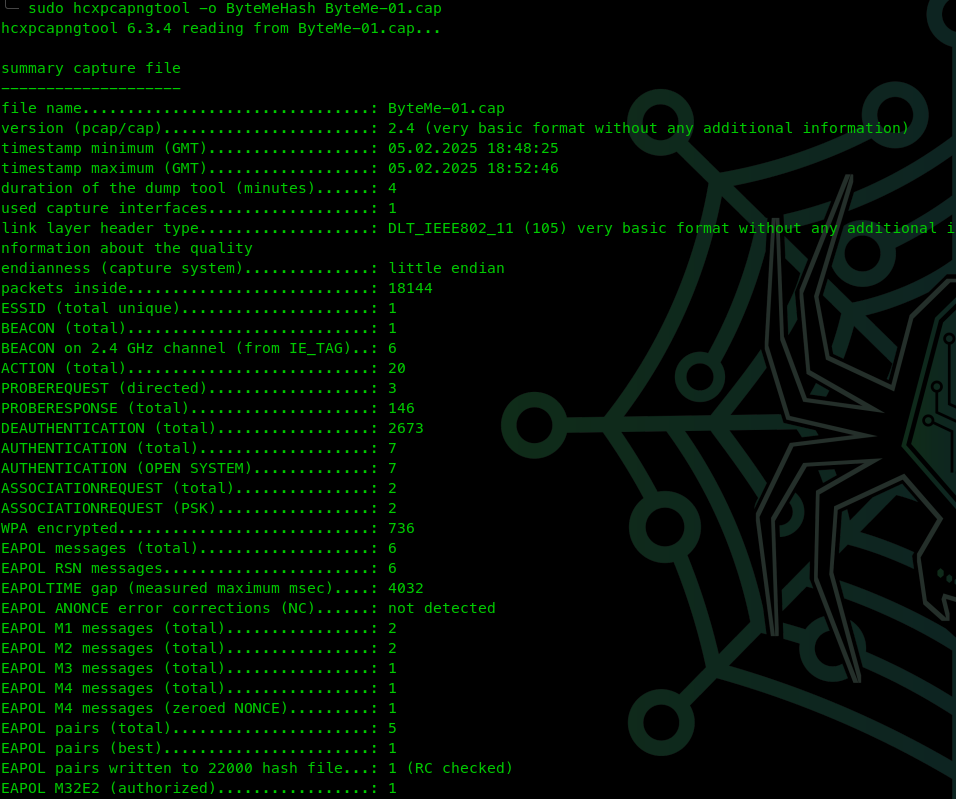 sudo hcxpcapngtool -o ByteMeHash ByteMe-01.cap
hcxpcapngtool 6.3.4 reading from ByteMe-01.cap...
summary capture file
--------------------
file name................................: ByteMe-01.cap
version (pcap/cap).......................: 2.4 (very basic format without any additional information)
timestamp minimum (GMT)..................: 05.02.2025 18:48:25
timestamp maximum (GMT)..................: 05.02.2025 18:52:46
duration of the dump tool (minutes)......: 4
used capture interfaces..................: 1
link layer header type...................: DLT_IEEE802_11 (105) very basic format without any additional i
nformation about the quality
endianness (capture system)..............: little endian
packets inside...........................: 18144
ESSID (total unique).....................: 1
BEACON (total)...........................: 1
BEACON on 2.4 GHz channel (from IE_TAG)..: 6
ACTION (total)...........................: 20
PROBEREQUEST (directed)..................: 3
PROBERESPONSE (total)....................: 146
DEAUTHENTICATION (total).................: 2673
AUTHENTICATION (total)...................: 7
AUTHENTICATION (OPEN SYSTEM).............: 7
ASSOCIATIONREQUEST (total)...............: 2
ASSOCIATIONREQUEST (PSK).................: 2
WPA encrypted............................: 736
EAPOL messages (total)...................: 6
EAPOL RSN messages.......................: 6
EAPOLTIME gap (measured maximum msec)....: 4032
EAPOL ANONCE error corrections (NC)......: not detected
EAPOL M1 messages (total)................: 2
EAPOL M2 messages (total)................: 2
EAPOL M3 messages (total)................: 1
EAPOL M4 messages (total)................: 1
EAPOL M4 messages (zeroed NONCE).........: 1
EAPOL pairs (total)......................: 5
EAPOL pairs (best).......................: 1
EAPOL pairs written to 22000 hash file...: 1 (RC checked)
EAPOL M32E2 (authorized).................: 1